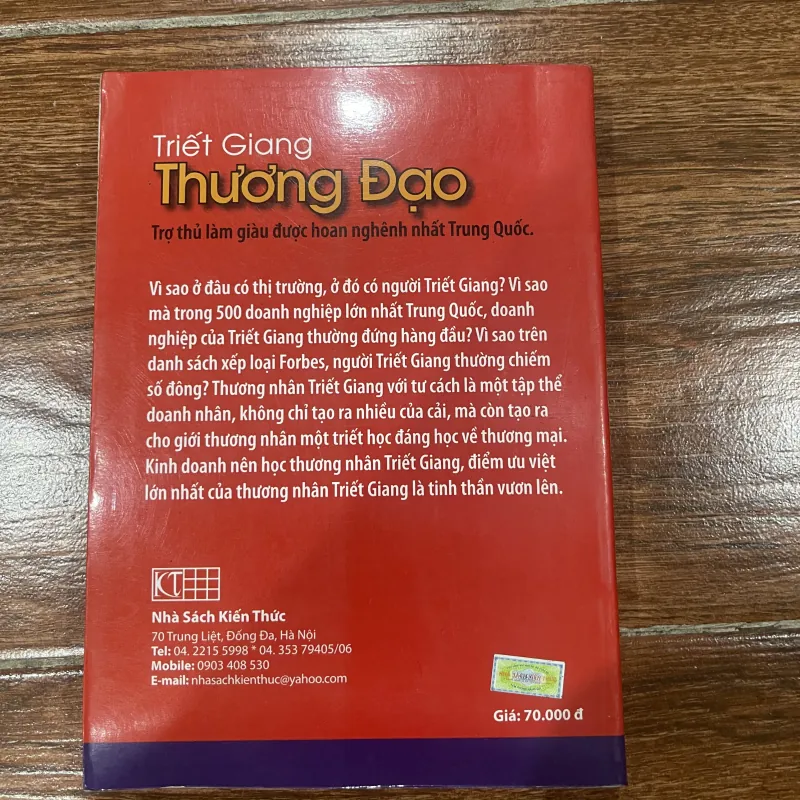 Triết Giang
Thương Đạo
Trợ thủ làm giàu được hoan nghênh nhất Trung Quốc.
Vì sao ở đâu có thị trường, ở đó có người Triết Giang? Vì sao
mà trong 500 doanh nghiệp lớn nhất Trung Quốc, doanh
nghiệp của Triết Giang thường đứng hàng đầu? Vì sao trên
danh sách xếp loại Forbes, người Triết Giang thường chiếm
số đông? Thương nhân Triết Giang với tư cách là một tập thể
doanh nhân, không chỉ tạo ra nhiều của cải, mà còn tạo ra
cho giới thương nhân một triết học đáng học về thương mại.
Kinh doanh nên học thương nhân Triết Giang, điểm ưu việt
lớn nhất của thương nhân Triết Giang là tinh thần vươn lên.
KT
Nhà Sách Kiến Thức
70 Trung Liệt, Đống Đa, Hà Nội
Tel: 04. 2215 5998 * 04. 353 79405/06
Mobile: 0903 408 530
E-mail: nhasachkienthuc@yahoo.com
Giá: 70.000 đ